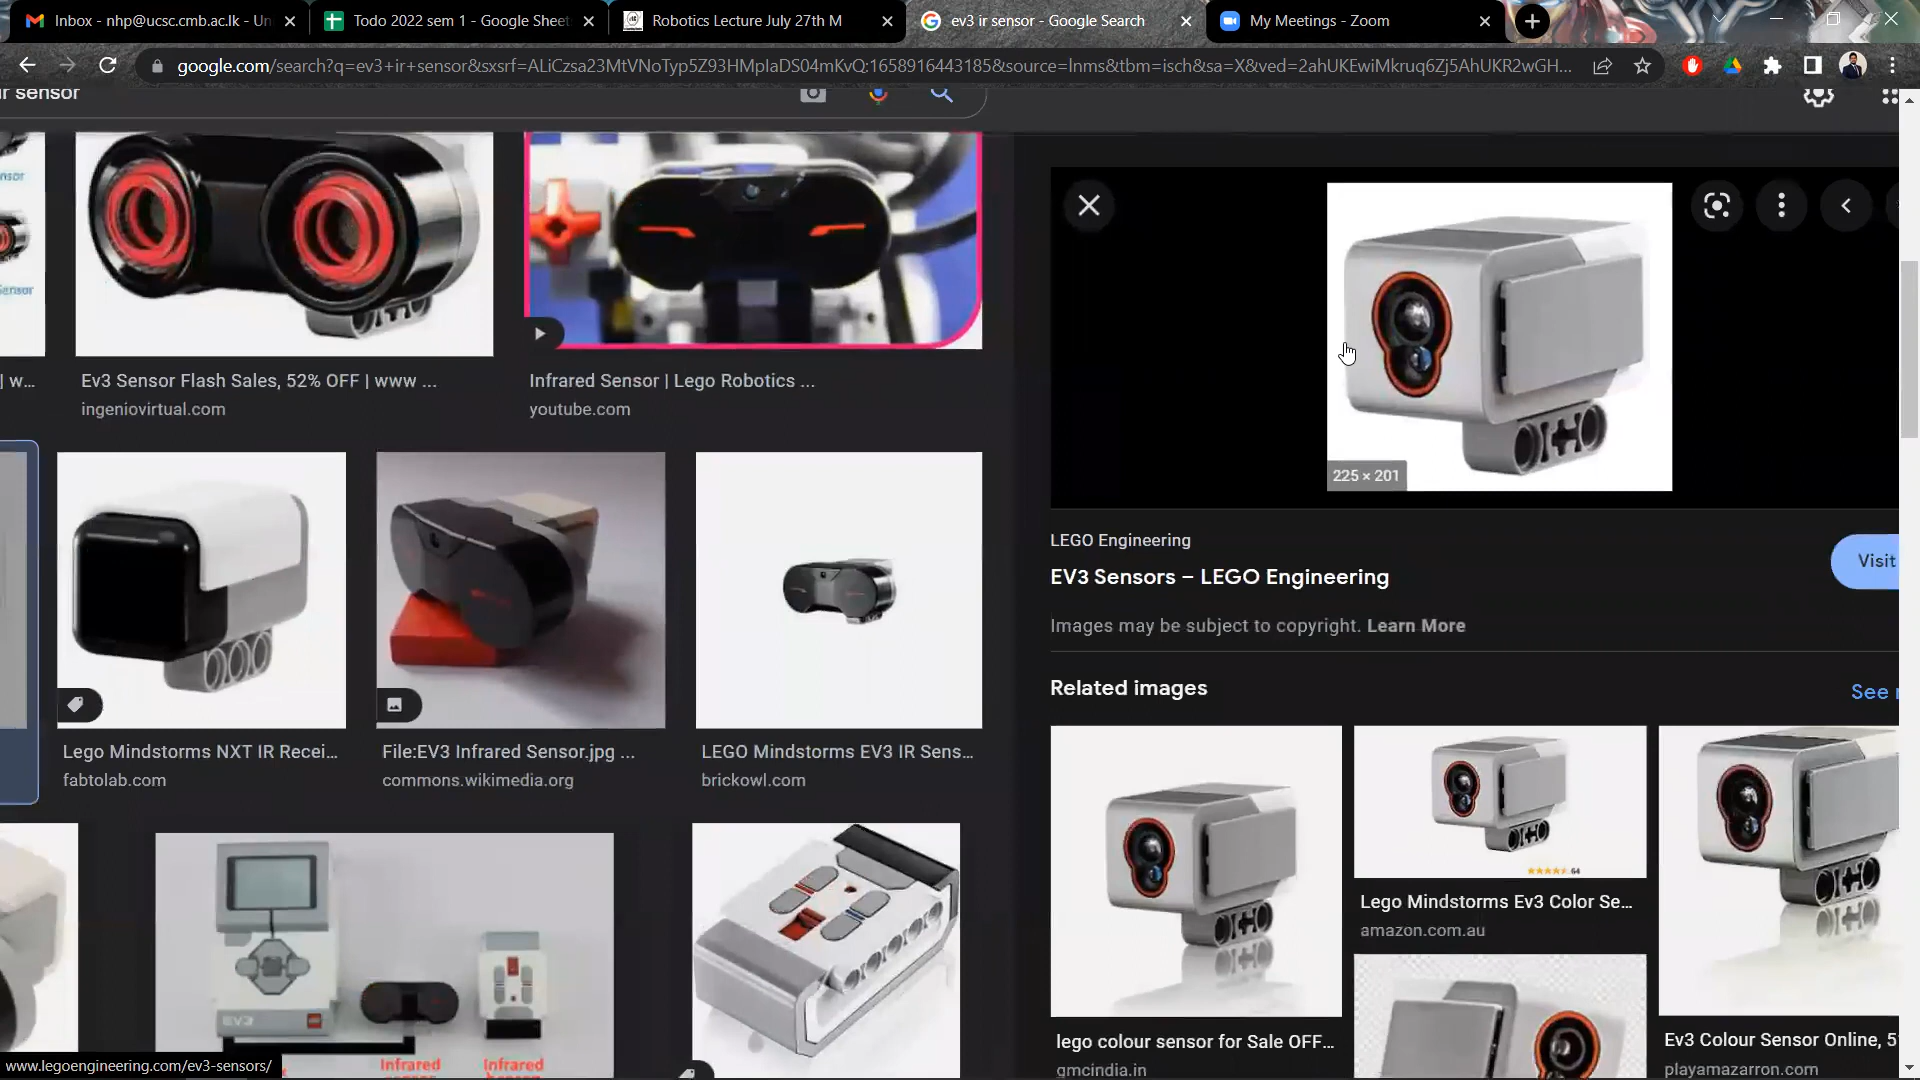 Inbox - nhp@ucsc.cmb.ac.lk - Un
Todo 2022 sem 1 - Google Sheet
Robotics Lecture July 27th M
ev3 ir sensor - Google Search
My Meetings - Zoom
google.com/search?q=ev3+ir+sensor&sxsrf=ALiCzsa23MtVNoTyp5Z93HMpIaDS04mKvQ:1658916443185&source=lnms&tbm=isch&sa=X&ved=2ahUKEwiMkruq6Zj5AhUKR2wGH...
ir sensor
nsor
Sensor
| w...
Ev3 Sensor Flash Sales, 52% OFF | www ...
ingeniovirtual.com
Infrared Sensor | Lego Robotics ...
youtube.com
225 × 201
LEGO Engineering
EV3 Sensors – LEGO Engineering
Visit
Images may be subject to copyright. Learn More
Related images
See
Lego Mindstorms NXT IR Recei...
fabtolab.com
File:EV3 Infrared Sensor.jpg ...
commons.wikimedia.org
LEGO Mindstorms EV3 IR Sens...
brickowl.com
64
Lego Mindstorms Ev3 Color Se...
amazon.com.au
EV3
Infrared
Infrared
lego colour sensor for Sale OFF...
gmcindia.in
Ev3 Colour Sensor Online, 5
playamazarron.com
www.legoengineering.com/ev3-sensors/